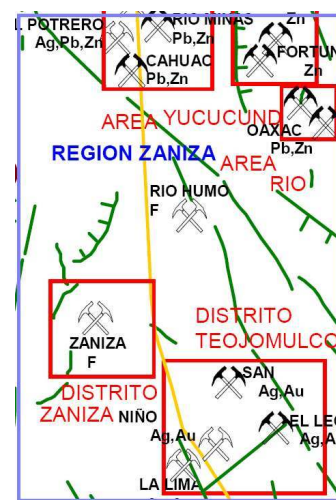 L POTRERO
RIO MINAS
Ag,Pb,Zn
Pb,Zn
Zn
CAHUAC
Pb,Zn
FORTUN
Zn
AREA
YUCUCUND
OAXAC
Pb,Zn
REGION ZANIZA
AREA
RIO
RIO HUMO
F
DISTRITO
TEOJOMULCO
ZANIZA
F
SAN
Ag,Au
DISTRITO
ZANIZA
NIÑO
Ag,Au
EL LEO
Ag,A
LA LIMA